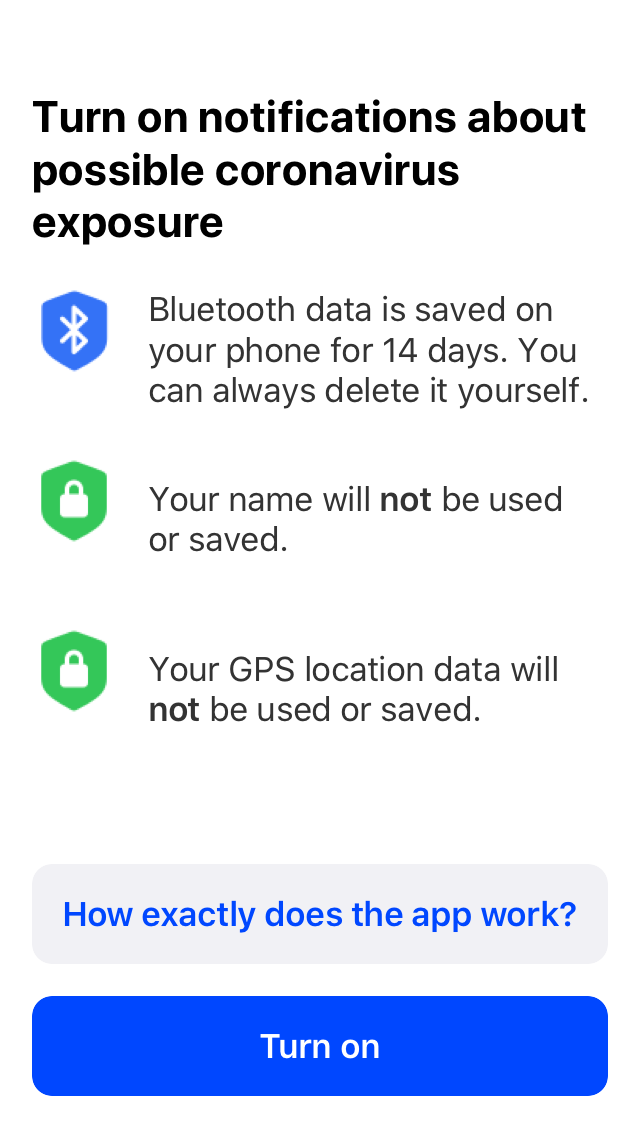 Turn on notifications about
possible coronavirus
exposure
Bluetooth data is saved on
your phone for 14 days. You
can always delete it yourself.
Your name will not be used
or saved.
Your GPS location data will
not be used or saved.
How exactly does the app work?
Turn on